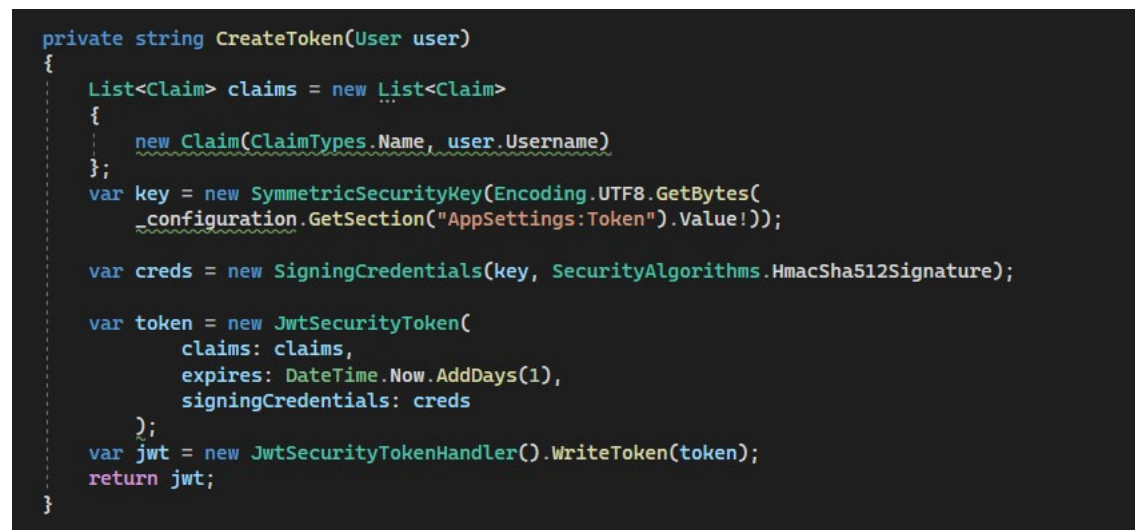 private string CreateToken(User user)
{
    List<Claim> claims = new List<Claim>
    {
        new Claim(ClaimTypes.Name, user.Username)
    };
    var key = new SymmetricSecurityKey(Encoding.UTF8.GetBytes(
        _configuration.GetSection("AppSettings:Token").Value!));

    var creds = new SigningCredentials(key, SecurityAlgorithms.HmacSha512Signature);

    var token = new JwtSecurityToken(
            claims: claims,
            expires: DateTime.Now.AddDays(1),
            signingCredentials: creds
        );
    var jwt = new JwtSecurityTokenHandler().WriteToken(token);
    return jwt;
}